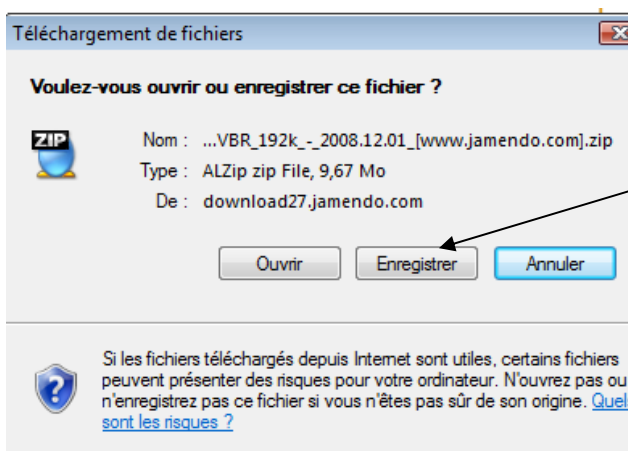 Téléchargement de fichiers
Voulez-vous ouvrir ou enregistrer ce fichier ?
ZIP
Nom : ...VBR_192k_-_2008.12.01_[www.jamendo.com].zip
Type : ALZip zip File, 9,67 Mo
De : download27.jamendo.com
Ouvrir Enregistrer Annuler
Si les fichiers téléchargés depuis Internet sont utiles, certains fichiers
peuvent présenter des risques pour votre ordinateur. N'ouvrez pas ou
n'enregistrez pas ce fichier si vous n'êtes pas sûr de son origine. Quels
sont les risques ?